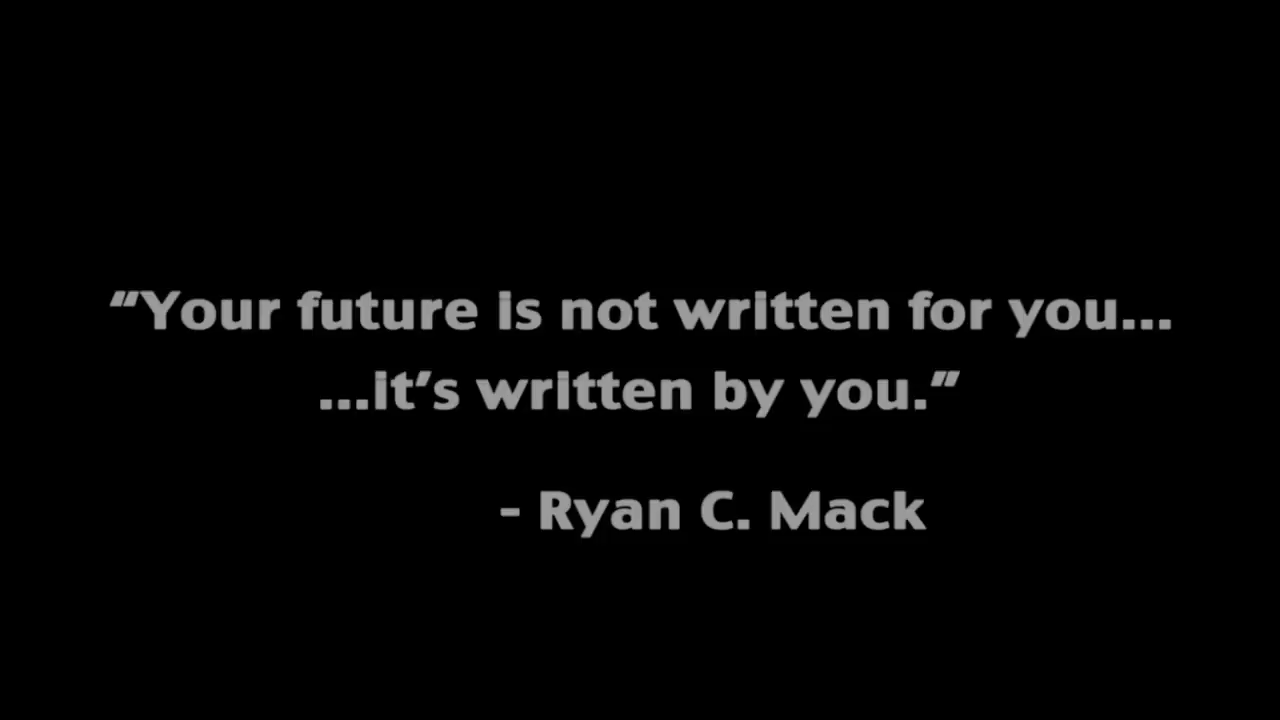 “Your future is not written for you...
...it’s written by you.”
- Ryan C. Mack